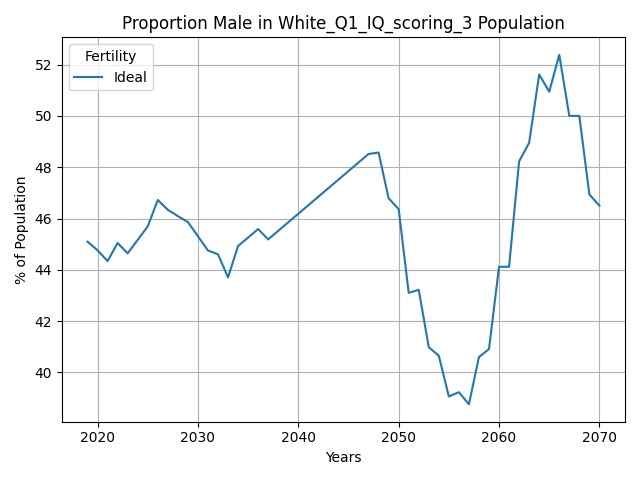 Proportion Male in White_Q1_IQ_scoring_3 Population
Fertility
Ideal
% of Population
52
50
48
46
44
42
40
2020 2030 2040 2050 2060 2070
Years